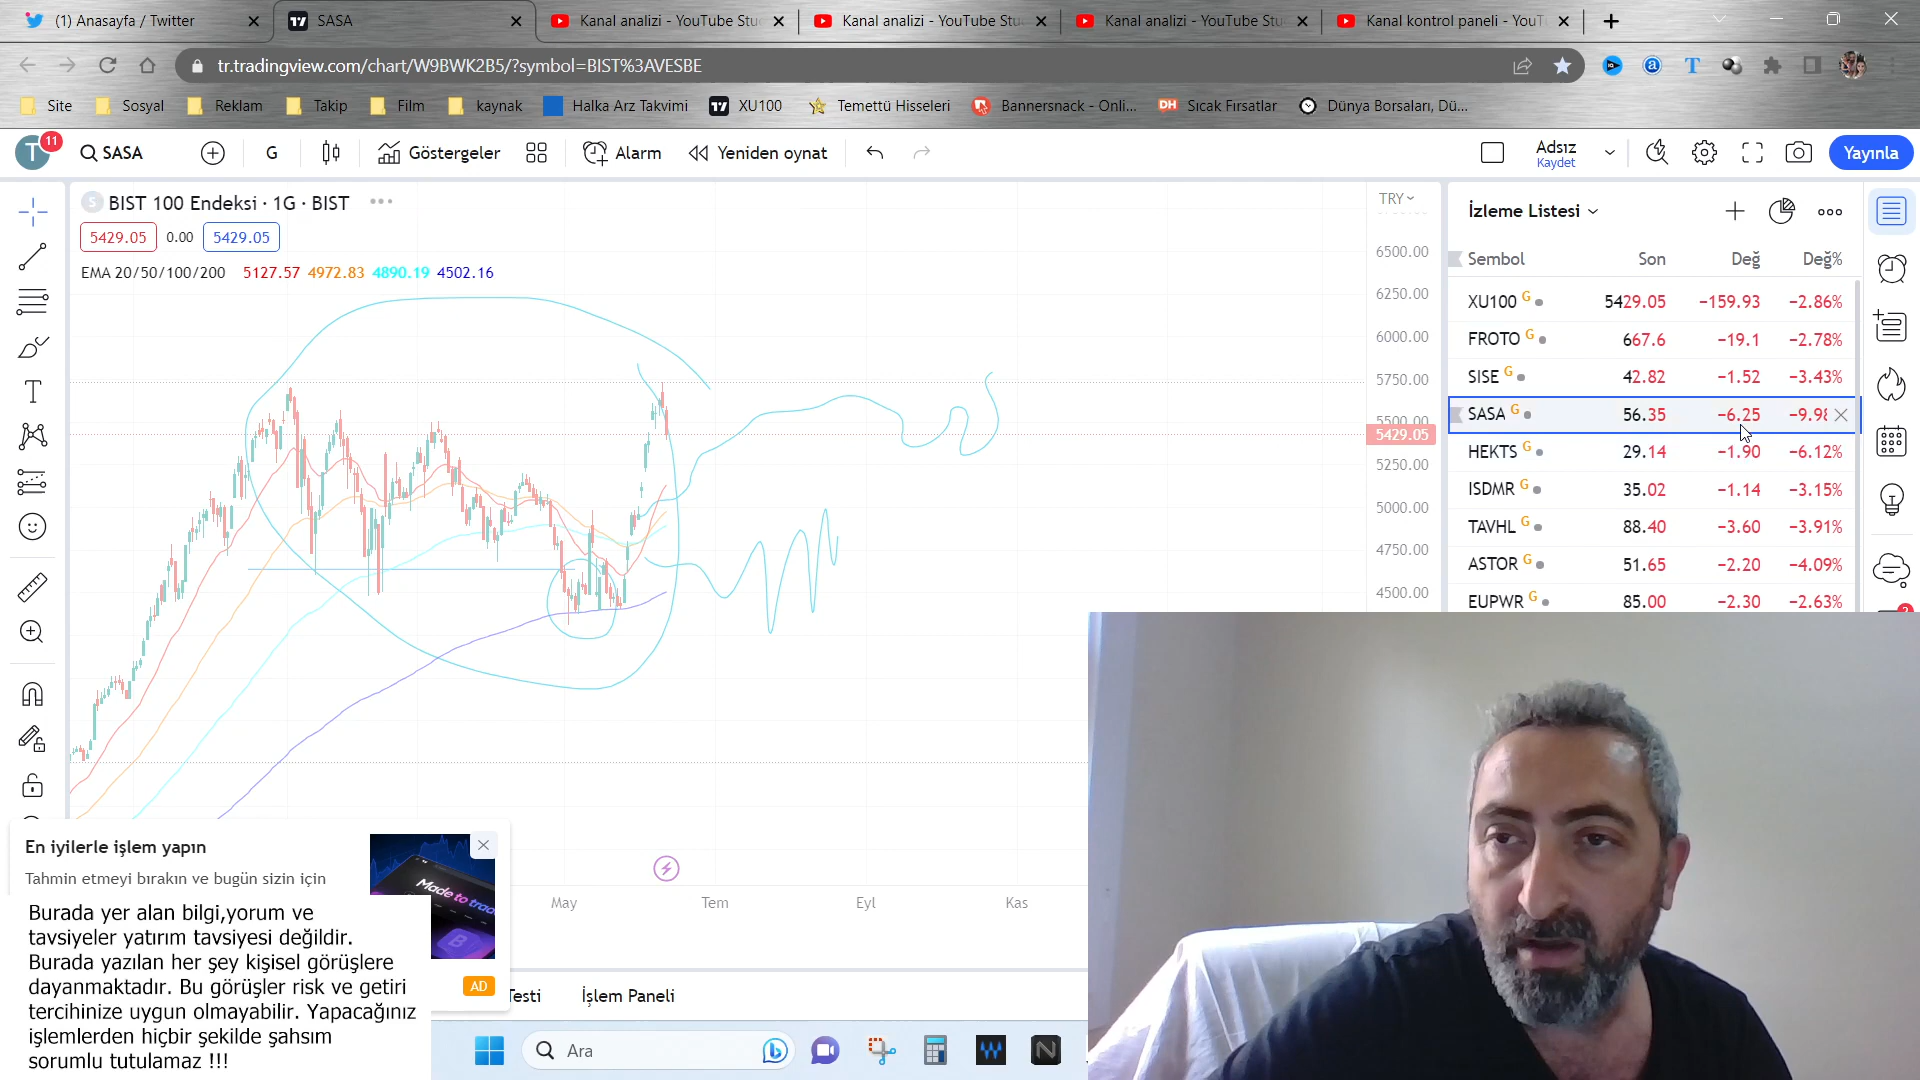 (1) Anasayfa / Twitter
SASA
Kanal analizi - YouTube Stu
Kanal analizi - YouTube Stu
Kanal analizi - YouTube Stu
Kanal kontrol paneli - YouT
tr.tradingview.com/chart/W9BWK2B5/?symbol=BIST%3AVESBE
Site
Sosyal
Reklam
Takip
Film
kaynak
Halka Arz Takvimi
XU100
Temettü Hisseleri
Bannersnack - Onli...
DH Sıcak Fırsatlar
Dünya Borsaları, Dü...
T 11
SASA
G
Göstergeler
Alarm
Yeniden oynat
Adsız
Kaydet
Yayınla
S BIST 100 Endeksi · 1G · BIST
5429.05 0.00 5429.05
EMA 20/50/100/200 5127.57 4972.83 4890.19 4502.16
TRY
6500.00
6250.00
6000.00
5750.00
5500.00
5429.05
5250.00
5000.00
4750.00
4500.00
May
Tem
Eyl
Kas
İzleme Listesi
Sembol Son Değ Değ%
XU100 G 5429.05 −159.93 −2.86%
FROTO G 667.6 −19.1 −2.78%
SISE G 42.82 −1.52 −3.43%
SASA G 56.35 −6.25 −9.98
HEKTS G 29.14 −1.90 −6.12%
ISDMR G 35.02 −1.14 −3.15%
TAVHL G 88.40 −3.60 −3.91%
ASTOR G 51.65 −2.20 −4.09%
EUPWR G 85.00 −2.30 −2.63%
En iyilerle işlem yapın
Tahmin etmeyi bırakın ve bugün sizin için
Made to trad
AD
Burada yer alan bilgi,yorum ve
tavsiyeler yatırım tavsiyesi değildir.
Burada yazılan her şey kişisel görüşlere
dayanmaktadır. Bu görüşler risk ve getiri
tercihinize uygun olmayabilir. Yapacağınız
işlemlerden hiçbir şekilde şahsım
sorumlu tutulamaz !!!
Testi
İşlem Paneli
Ara